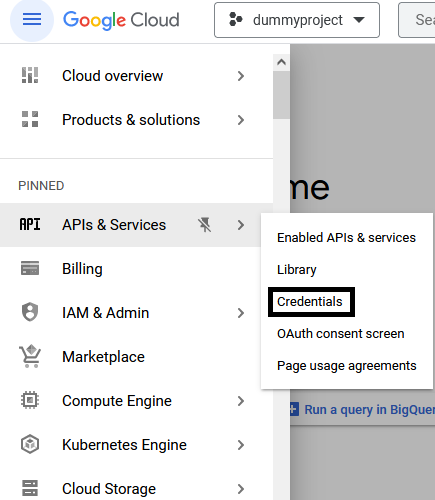 Google Cloud
dummyproject
Sea
Cloud overview
Products & solutions
PINNED
me
API
APIs & Services
Enabled APIs & services
Library
Credentials
OAuth consent screen
Page usage agreements
Billing
IAM & Admin
Marketplace
Compute Engine
Run a query in BigQuer
Kubernetes Engine
Cloud Storage